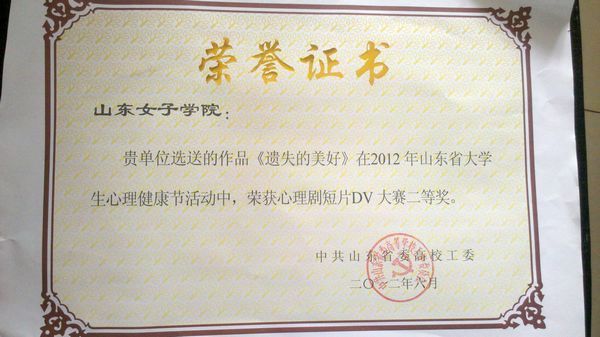 荣誉证书
山东女子学院：
贵单位选送的作品《遗失的美好》在2012年山东省大学
生心理健康节活动中，荣获心理剧短片DV大赛二等奖。
中共山东省委高校工委
二〇一二年六月